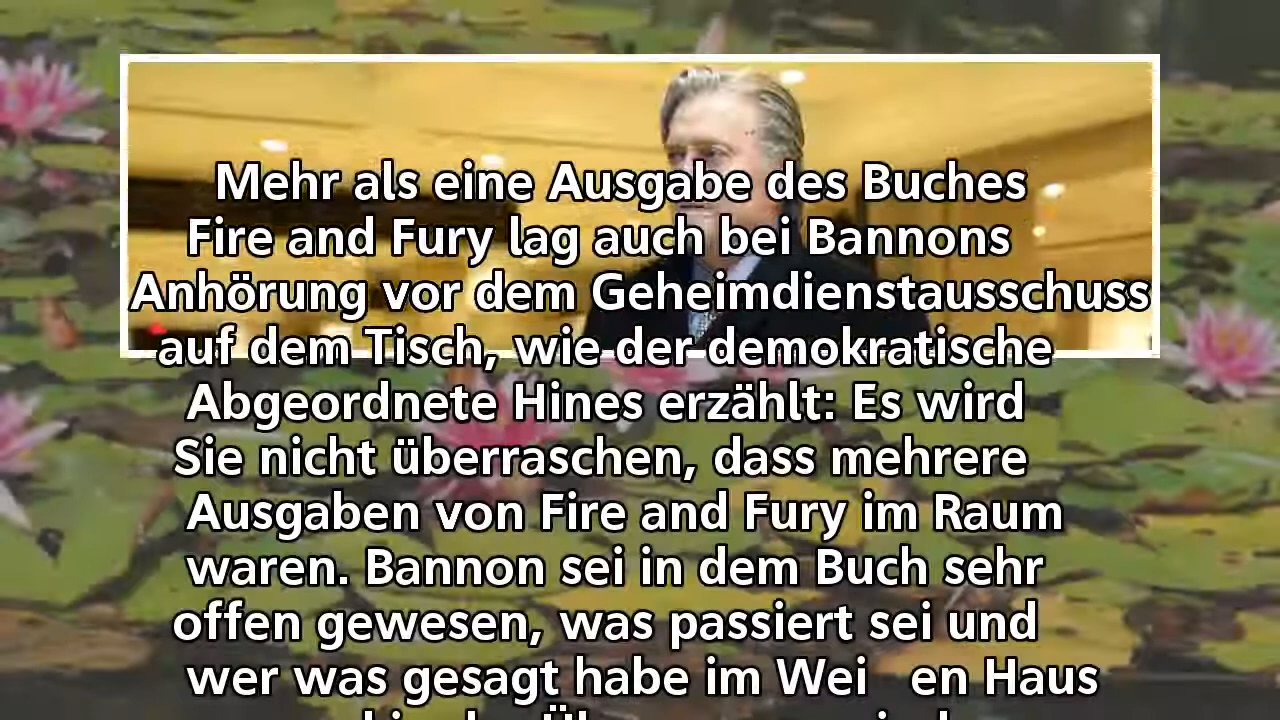 Mehr als eine Ausgabe des Buches
Fire and Fury lag auch bei Bannons
Anhörung vor dem Geheimdienstausschuss
auf dem Tisch, wie der demokratische
Abgeordnete Hines erzählt: Es wird
Sie nicht überraschen, dass mehrere
Ausgaben von Fire and Fury im Raum
waren. Bannon sei in dem Buch sehr
offen gewesen, was passiert sei und
wer was gesagt habe im Wei en Haus